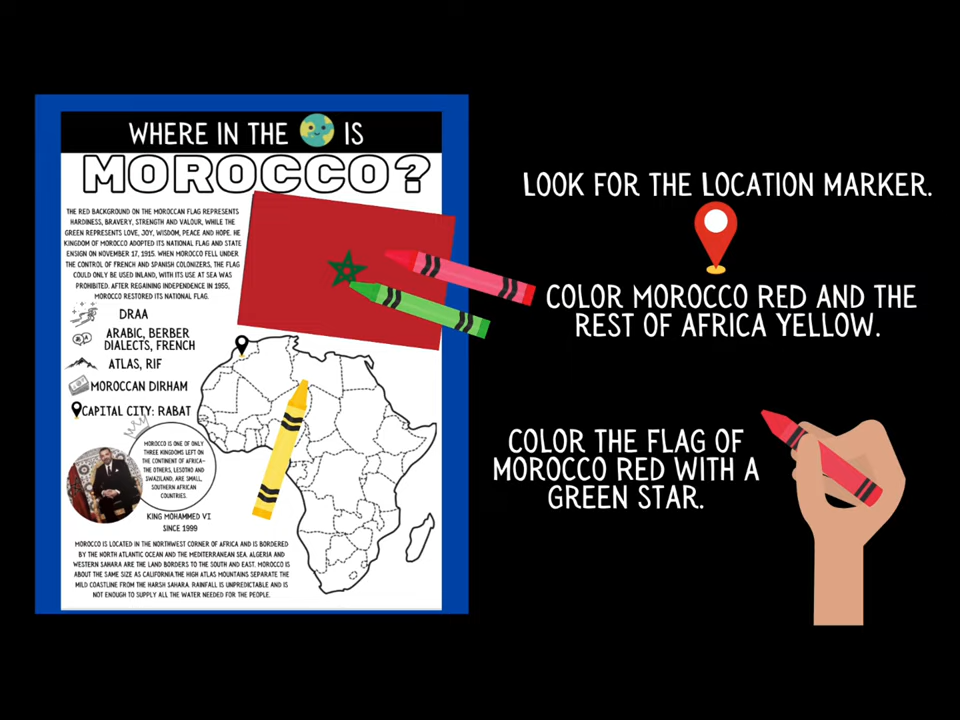 WHERE IN THE IS
MOROCCO?
THE RED BACKGROUND ON THE MOROCCAN FLAG REPRESENTS
HARDINESS, BRAVERY, STRENGTH AND VALOUR, WHILE THE
GREEN REPRESENTS LOVE, JOY, WISDOM, PEACE AND HOPE. HE
KINGDOM OF MOROCCO ADOPTED ITS NATIONAL FLAG AND STATE
ENSIGN ON NOVEMBER 17, 1915. WHEN MOROCCO FELL UNDER
THE CONTROL OF FRENCH AND SPANISH COLONIZERS, THE FLAG
COULD ONLY BE USED INLAND, WITH ITS USE AT SEA WAS
PROHIBITED. AFTER REGAINING INDEPENDENCE IN 1955,
MOROCCO RESTORED ITS NATIONAL FLAG.
DRAA
ARABIC, BERBER
DIALECTS, FRENCH
ATLAS, RIF
MOROCCAN DIRHAM
CAPITAL CITY: RABAT
MOROCCO IS ONE OF ONLY
THREE KINGDOMS LEFT ON
THE CONTINENT OF AFRICA-
THE OTHERS, LESOTHO AND
SWAZILAND; ARE SMALL,
SOUTHERN AFRICAN
COUNTRIES.
KING MOHAMMED VI
SINCE 1999
MOROCCO IS LOCATED IN THE NORTHWEST CORNER OF AFRICA AND IS BORDERED
BY THE NORTH ATLANTIC OCEAN AND THE MEDITERRANEAN SEA. ALGERIA AND
WESTERN SAHARA ARE THE LAND BORDERS TO THE SOUTH AND EAST. MOROCCO IS
ABOUT THE SAME SIZE AS CALIFORNIA.THE HIGH ATLAS MOUNTAINS SEPARATE THE
MILD COASTLINE FROM THE HARSH SAHARA. RAINFALL IS UNPREDICTABLE AND IS
NOT ENOUGH TO SUPPLY ALL THE WATER NEEDED FOR THE PEOPLE.
LOOK FOR THE LOCATION MARKER.
COLOR MOROCCO RED AND THE
REST OF AFRICA YELLOW.
COLOR THE FLAG OF
MOROCCO RED WITH A
GREEN STAR.